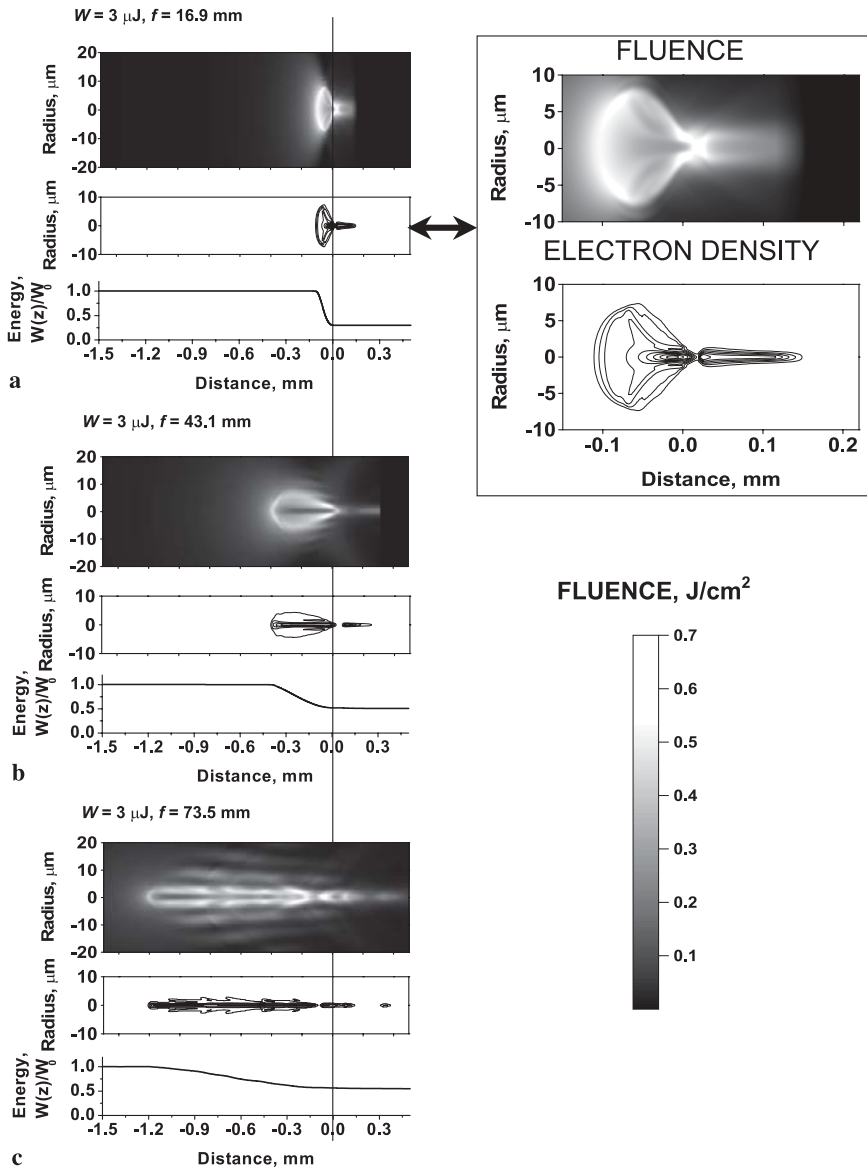 W = 3 μJ, f = 16.9 mm
20
10
0
-10
-20
Radius, μm
10
0
-10
Radius, μm
1.0
0.5
0.0
Energy,
W(z)/W0
-1.5 -1.2 -0.9 -0.6 -0.3 0.0 0.3
Distance, mm
a
FLUENCE
10
5
0
-5
-10
Radius, μm
ELECTRON DENSITY
10
5
0
-5
-10
Radius, μm
-0.1 0.0 0.1 0.2
Distance, mm
W = 3 μJ, f = 43.1 mm
20
10
0
-10
-20
Radius, μm
10
0
-10
Radius, μm
1.0
0.5
0.0
Energy,
W(z)/W0
-1.5 -1.2 -0.9 -0.6 -0.3 0.0 0.3
Distance, mm
b
W = 3 μJ, f = 73.5 mm
20
10
0
-10
-20
Radius, μm
10
0
-10
Radius, μm
1.0
0.5
0.0
Energy,
W(z)/W0
-1.5 -1.2 -0.9 -0.6 -0.3 0.0 0.3
Distance, mm
c
FLUENCE, J/cm²
0.7
0.6
0.5
0.4
0.3
0.2
0.1